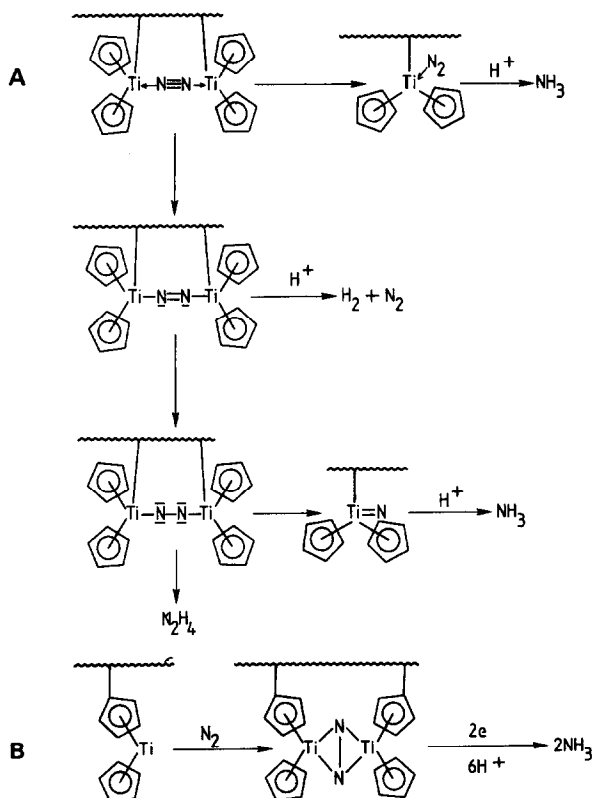 A
Ti N≡N Ti
Ti N₂
H⁺
NH₃
Ti N=N Ti
H⁺
H₂ + N₂
Ti N N Ti
Ti=N
H⁺
NH₃
N₂H₄
B
Ti
N₂
Ti N N Ti
2e
6H⁺
2NH₃